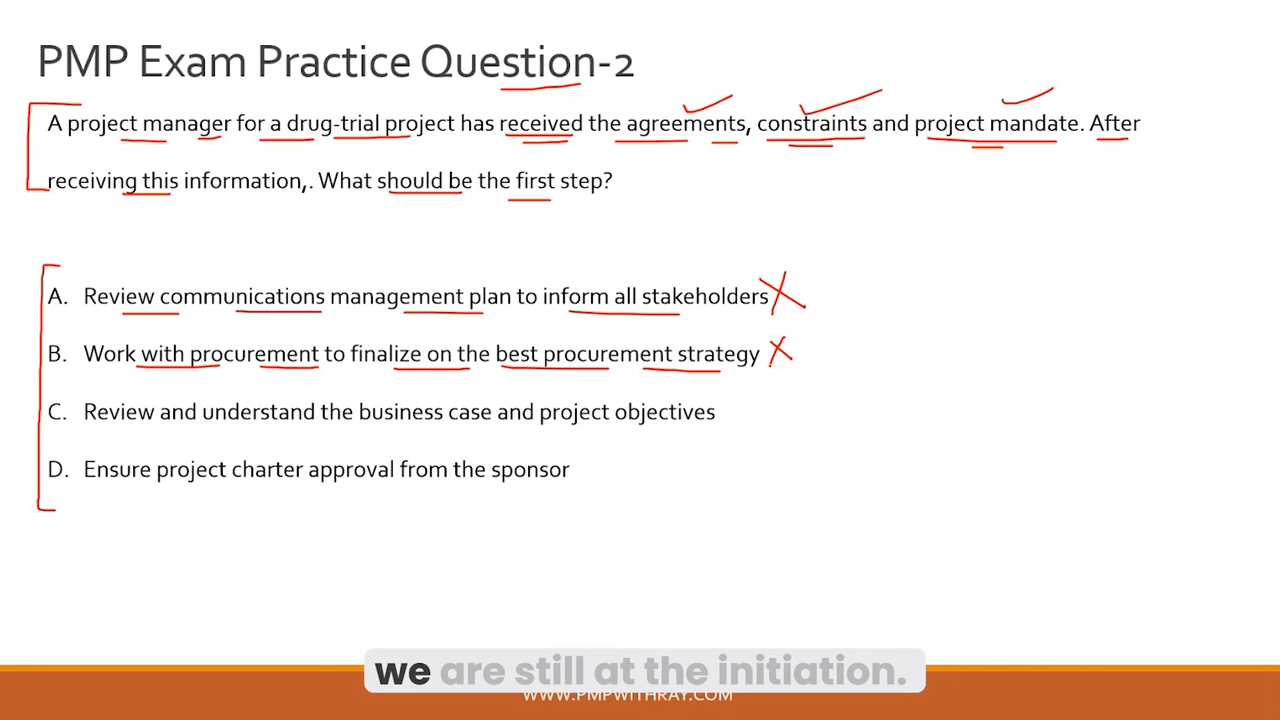 PMP Exam Practice Question-2
A project manager for a drug-trial project has received the agreements, constraints and project mandate. After
receiving this information,. What should be the first step?
A. Review communications management plan to inform all stakeholders
B. Work with procurement to finalize on the best procurement strategy
C. Review and understand the business case and project objectives
D. Ensure project charter approval from the sponsor
we are still at the initiation.
WWW.PMPWITHRAY.COM